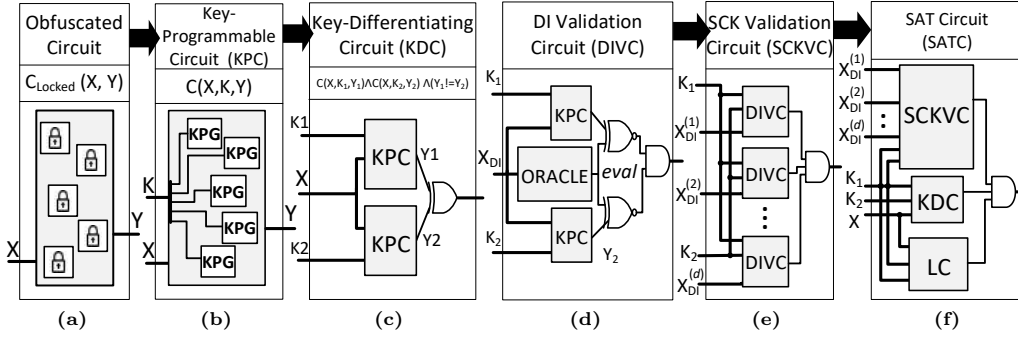 Obfuscated
Circuit
C_Locked (X, Y)
X
Y
(a)
Key-
Programmable
Circuit (KPC)
C(X,K,Y)
KPG
KPG
KPG
KPG
KPG
K
X
Y
(b)
Key-Differentiating
Circuit (KDC)
C(X,K₁,Y₁)ΛC(X,K₂,Y₂) Λ(Y₁!=Y₂)
K1
KPC
Y1
X
KPC
Y2
K2
(c)
DI Validation
Circuit (DIVC)
K₁
KPC
X_DI
ORACLE
eval
KPC
K₂
Y₂
(d)
SCK Validation
Circuit (SCKVC)
K₁
DIVC
X_DI^(1)
DIVC
X_DI^(2)
K₂
DIVC
X_DI^(d)
(e)
SAT Circuit
(SATC)
X_DI^(1)
X_DI^(2)
SCKVC
X_DI^(d)
K₁
K₂
KDC
X
LC
(f)